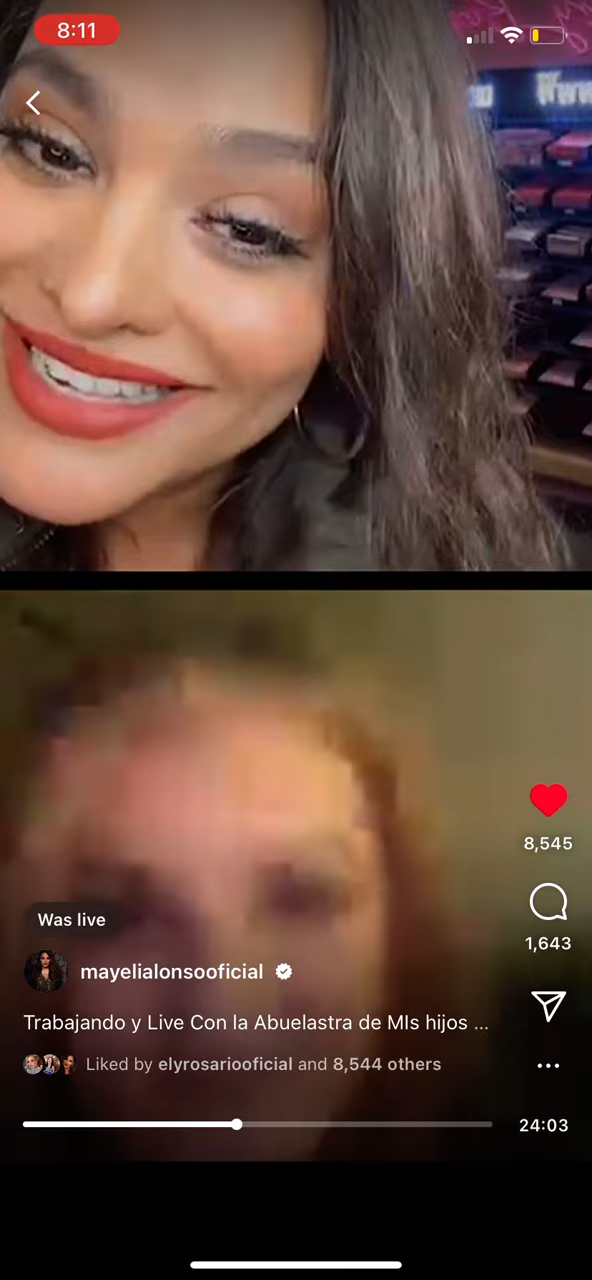 8:11
Was live
mayelialonsooficial
Trabajando y Live Con la Abuelastra de MIs hijos ...
Liked by elyrosariooficial and 8,544 others
8,545
1,643
24:03